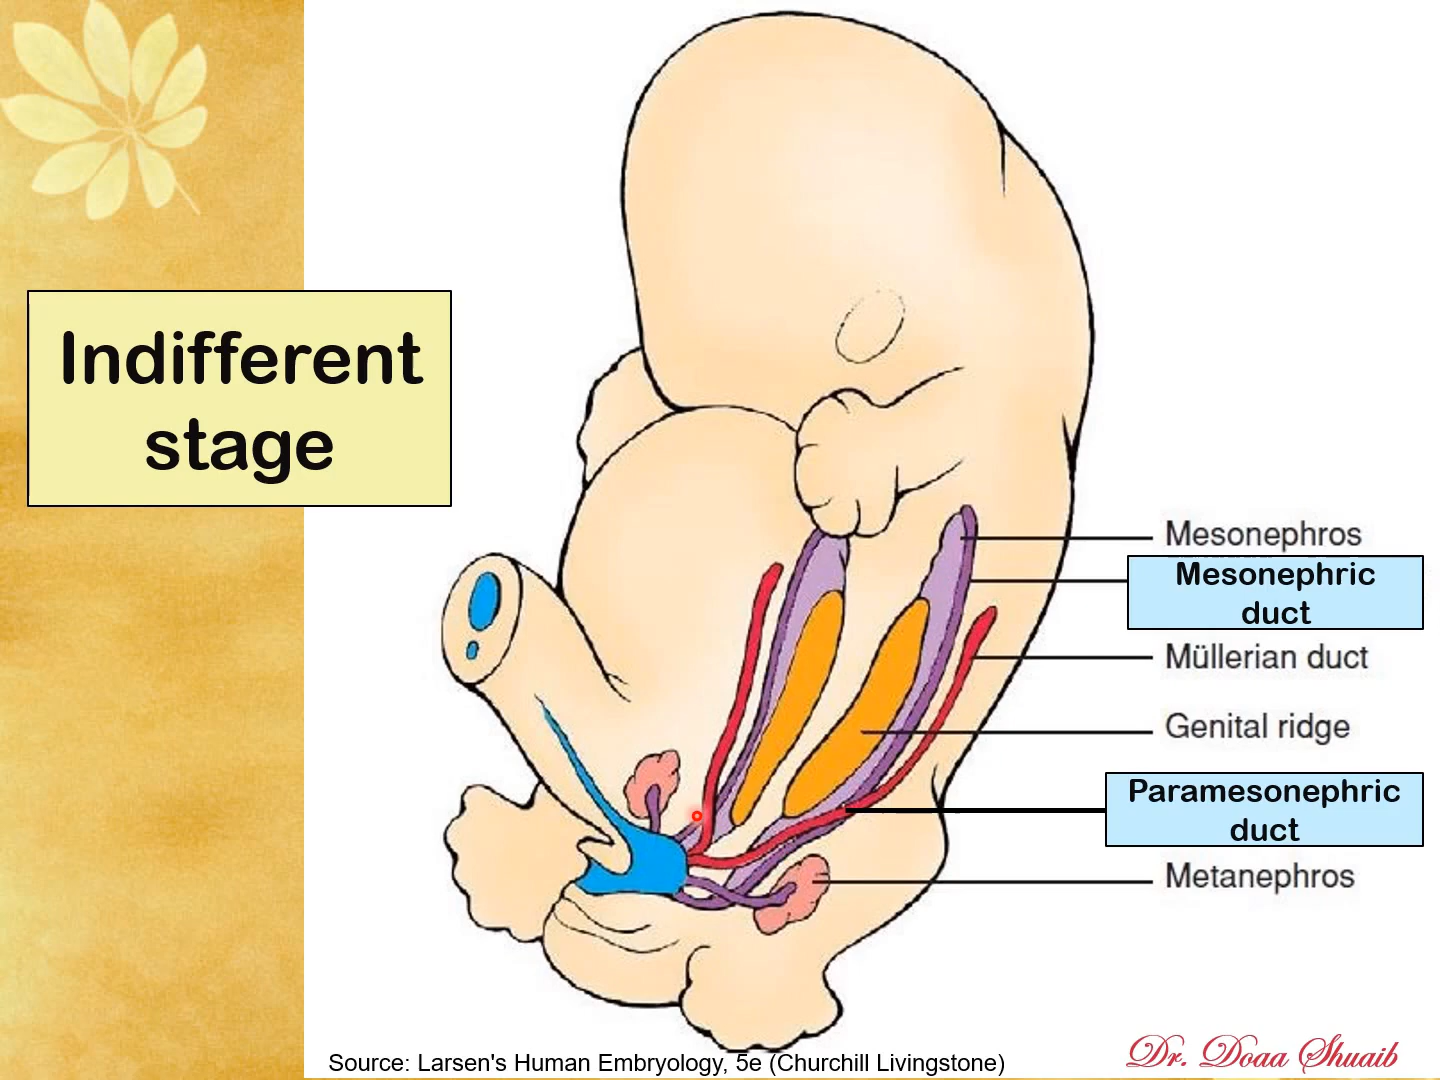 Indifferent
stage
Mesonephros
Mesonephric
duct
Müllerian duct
Genital ridge
Paramesonephric
duct
Metanephros
Source: Larsen's Human Embryology, 5e (Churchill Livingstone)
Dr. Doaa Shuaib